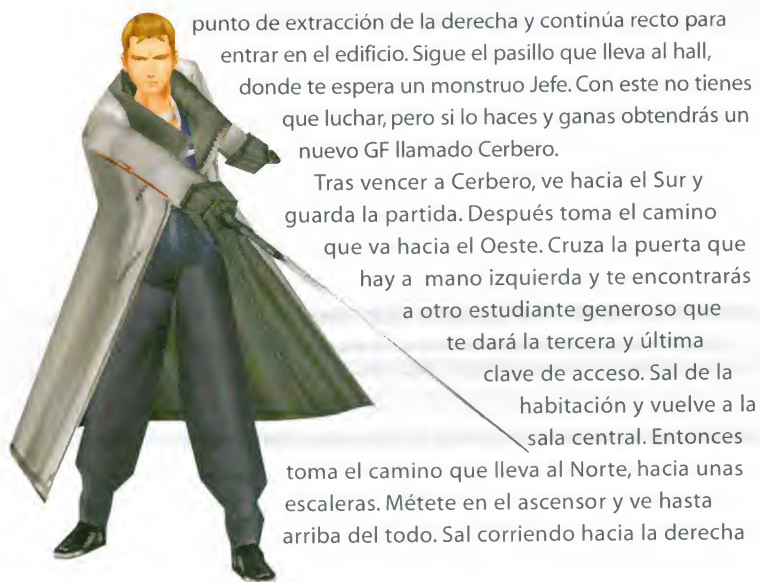 punto de extracción de la derecha y continúa recto para
entrar en el edificio. Sigue el pasillo que lleva al hall,
donde te espera un monstruo Jefe. Con este no tienes
que luchar, pero si lo haces y ganas obtendrás un
nuevo GF llamado Cerbero.
Tras vencer a Cerbero, ve hacia el Sur y
guarda la partida. Después toma el camino
que va hacia el Oeste. Cruza la puerta que
hay a mano izquierda y te encontrarás
a otro estudiante generoso que
te dará la tercera y última
clave de acceso. Sal de la
habitación y vuelve a la
sala central. Entonces
toma el camino que lleva al Norte, hacia unas
escaleras. Métete en el ascensor y ve hasta
arriba del todo. Sal corriendo hacia la derecha